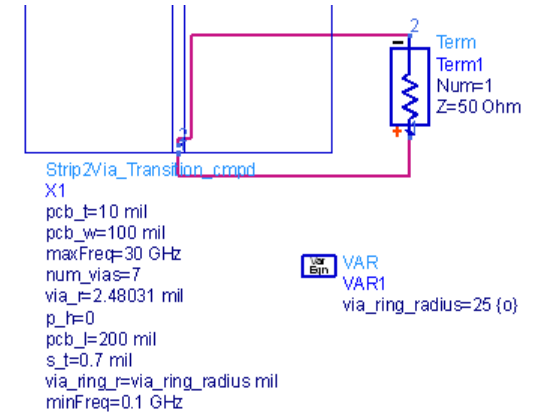 2
Term
Term1
Num=1
Z=50 Ohm
Strip2Via_Transition_cmpd
X1
pcb_t=10 mil
pcb_w=100 mil
maxFreq=30 GHz
num_vias=7
via_r=2.48031 mil
p_h=0
pcb_l=200 mil
s_t=0.7 mil
via_ring_r=via_ring_radius mil
minFreq=0.1 GHz
Var
Eqn
VAR
VAR1
via_ring_radius=25 {o}